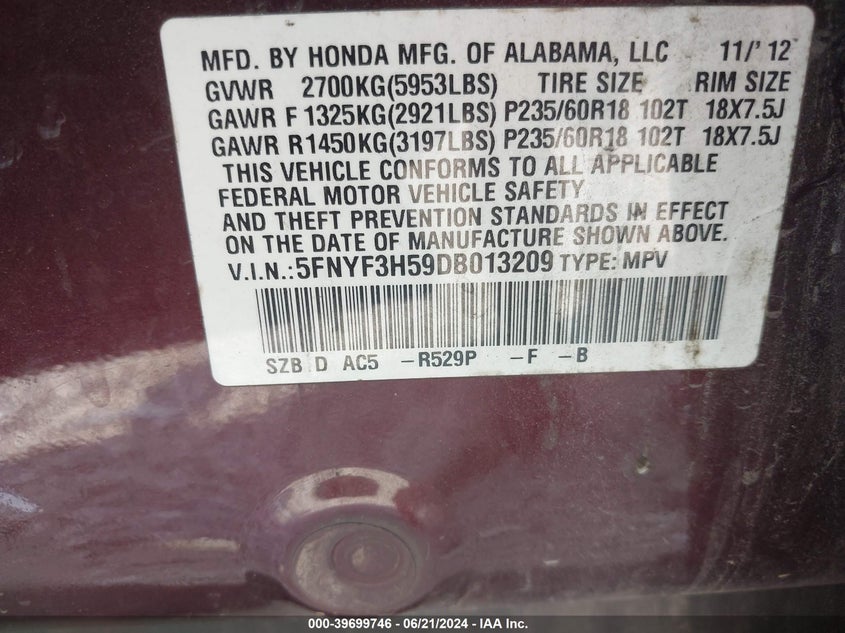 MFD. BY HONDA MFG. OF ALABAMA, LLC 11/'12
GVWR 2700KG(5953LBS) TIRE SIZE RIM SIZE
GAWR F 1325KG(2921LBS) P235/60R18 102T 18X7.5J
GAWR R1450KG(3197LBS) P235/60R18 102T 18X7.5J
THIS VEHICLE CONFORMS TO ALL APPLICABLE
FEDERAL MOTOR VEHICLE SAFETY
AND THEFT PREVENTION STANDARDS IN EFFECT
ON THE DATE OF MANUFACTURE SHOWN ABOVE.
V.I.N.:5FNYF3H59DB013209 TYPE: MPV
SZB D AC5 -R529P -F -B
000-39699746 / 06/21/2024 - IAA Inc.